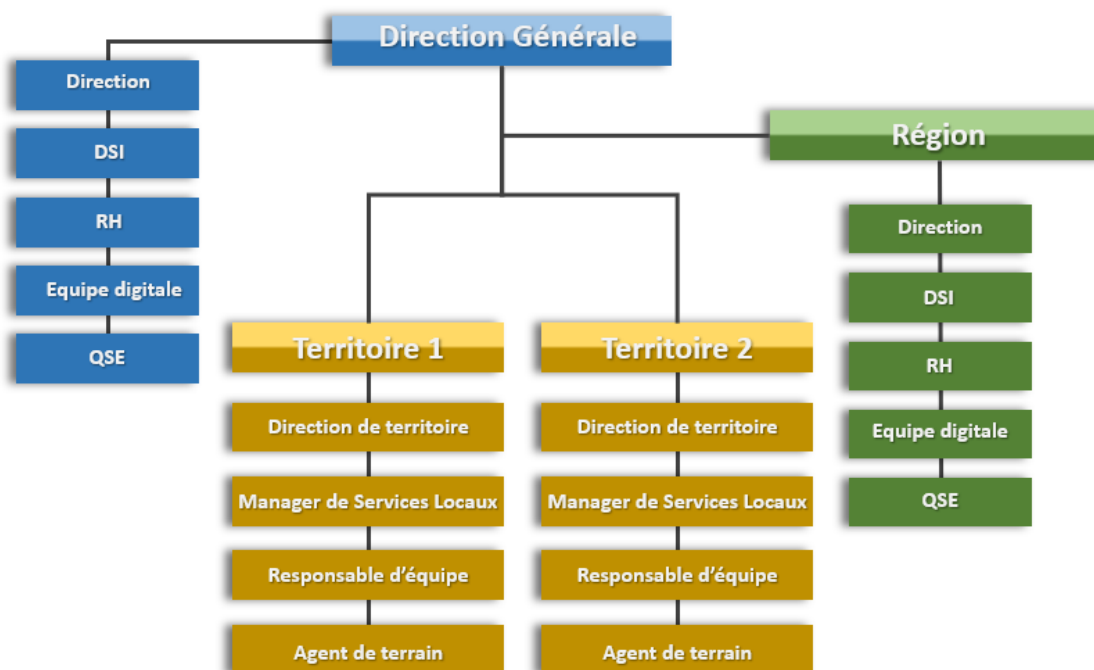 Direction Générale
Direction
DSI
RH
Equipe digitale
QSE
Région
Direction
DSI
RH
Equipe digitale
QSE
Territoire 1
Direction de territoire
Manager de Services Locaux
Responsable d’équipe
Agent de terrain
Territoire 2
Direction de territoire
Manager de Services Locaux
Responsable d’équipe
Agent de terrain